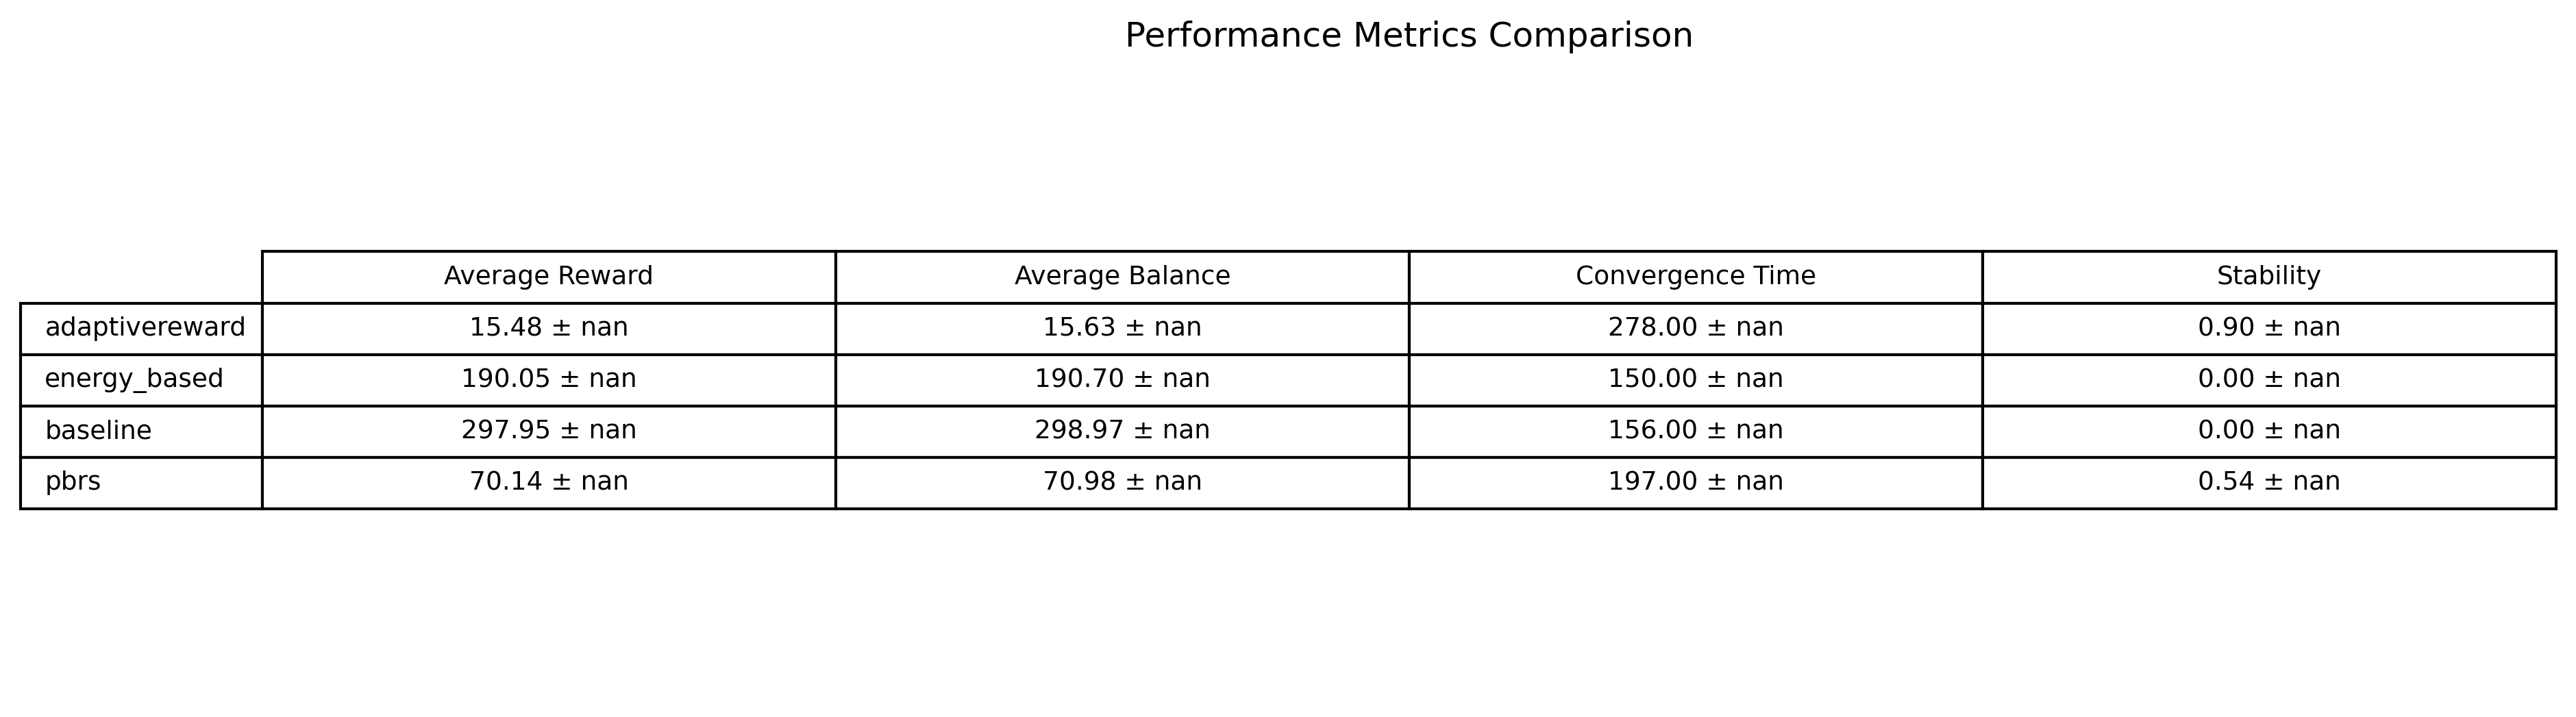 Performance Metrics Comparison
Average Reward Average Balance Convergence Time Stability
adaptivereward 15.48 ± nan 15.63 ± nan 278.00 ± nan 0.90 ± nan
energy_based 190.05 ± nan 190.70 ± nan 150.00 ± nan 0.00 ± nan
baseline 297.95 ± nan 298.97 ± nan 156.00 ± nan 0.00 ± nan
pbrs 70.14 ± nan 70.98 ± nan 197.00 ± nan 0.54 ± nan